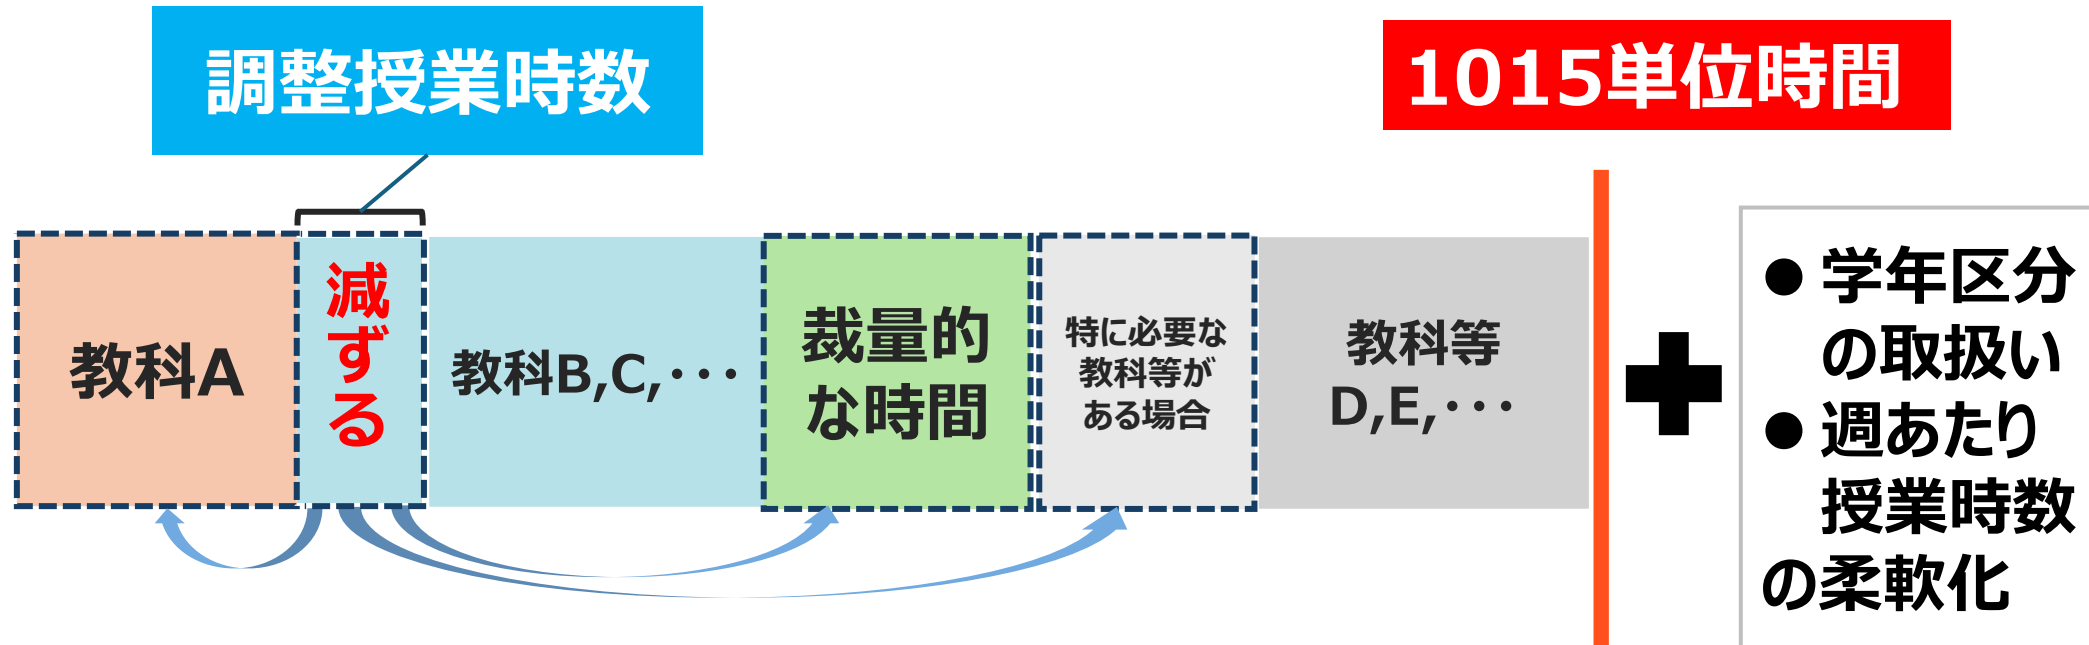 調整授業時数
1015単位時間
教科A
減ずる
教科B,C,・・・
裁量的
な時間
特に必要な
教科等が
ある場合
教科等
D,E,・・・
● 学年区分
の取扱い
● 週あたり
授業時数
の柔軟化